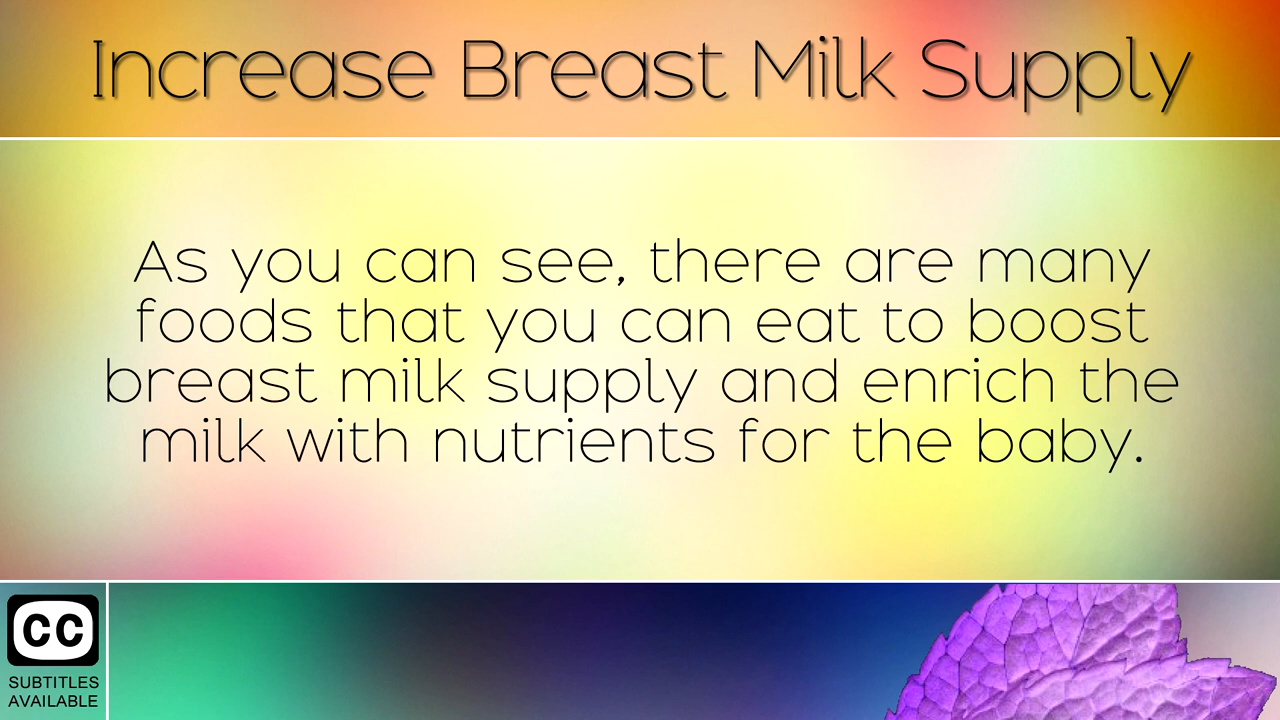 Increase Breast Milk Supply
As you can see, there are many
foods that you can eat to boost
breast milk supply and enrich the
milk with nutrients for the baby.
CC
SUBTITLES
AVAILABLE